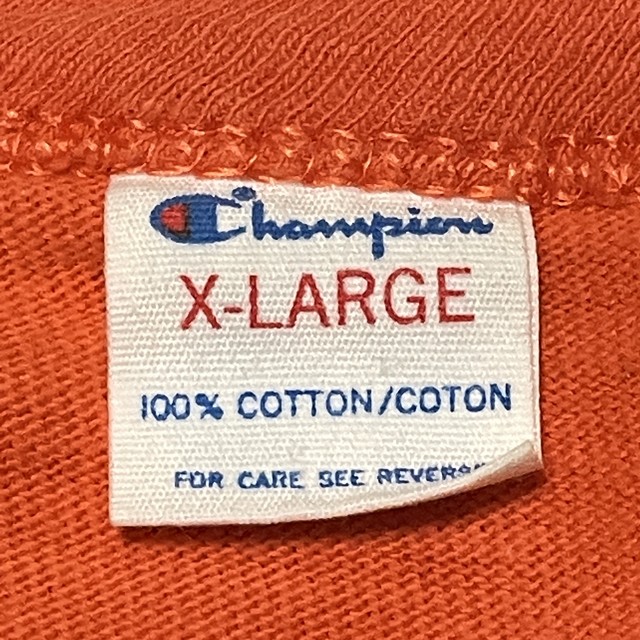 Champion
X-LARGE
100% COTTON/COTON
FOR CARE SEE